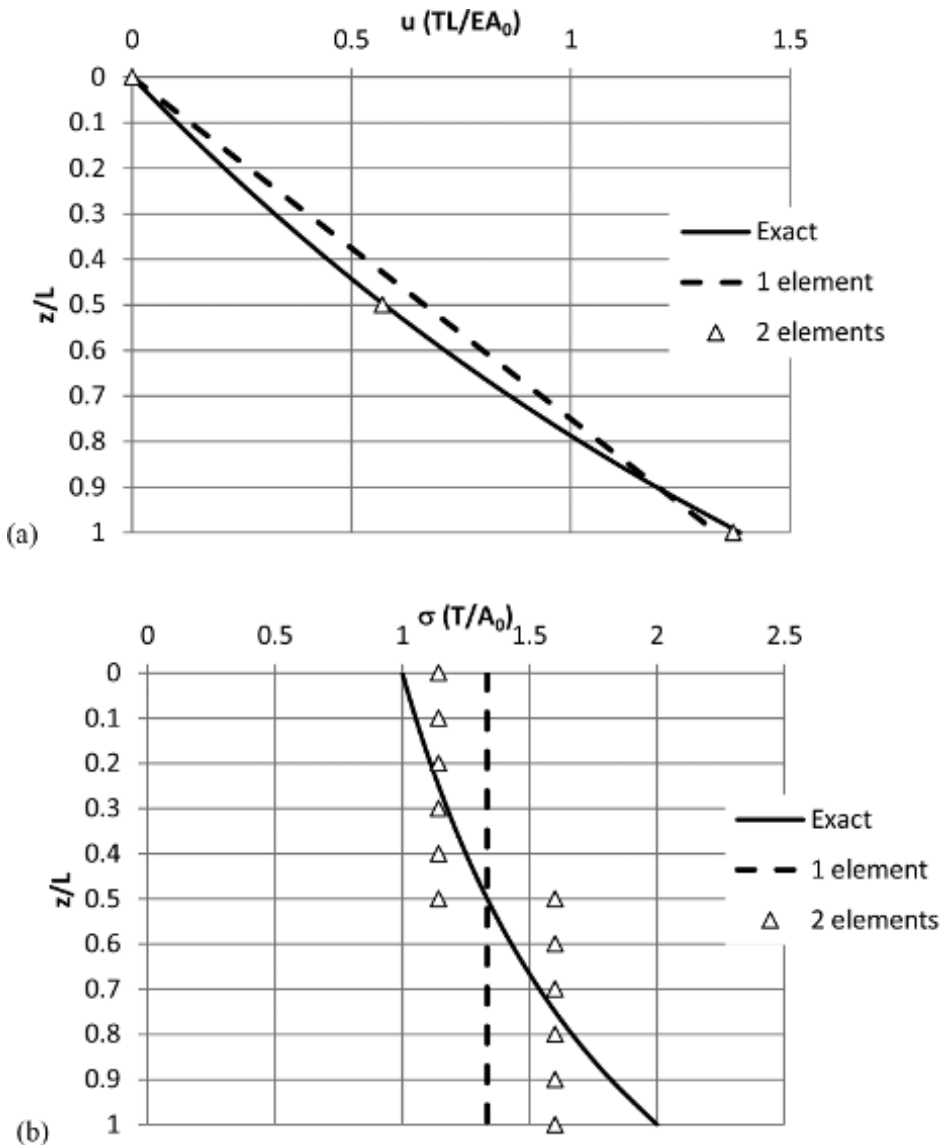 u (TL/EA₀)
0 0.5 1 1.5
0
0.1
0.2
0.3
0.4
0.5
0.6
0.7
0.8
0.9
1
z/L
Exact
1 element
2 elements
(a)
σ (T/A₀)
0 0.5 1 1.5 2 2.5
0
0.1
0.2
0.3
0.4
0.5
0.6
0.7
0.8
0.9
1
z/L
Exact
1 element
2 elements
(b)